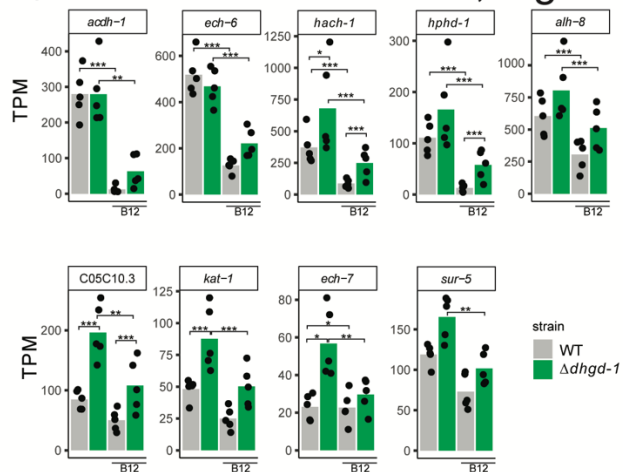 acdh-1 ech-6 hach-1 hphd-1 alh-8
TPM
400 300 200 100 0
*** **
B12
600 400 200 0
*** ***
B12
1250 1000 750 500 250 0
* *** *** ***
B12
300 200 100 0
*** *** ***
B12
1000 750 500 250 0
*** ***
B12
C05C10.3 kat-1 ech-7 sur-5
TPM
200 100 0
*** ** ***
B12
125 100 75 50 25 0
*** ***
B12
80 60 40 20 0
* * **
B12
150 100 50 0
**
B12
strain
WT
Δdhgd-1